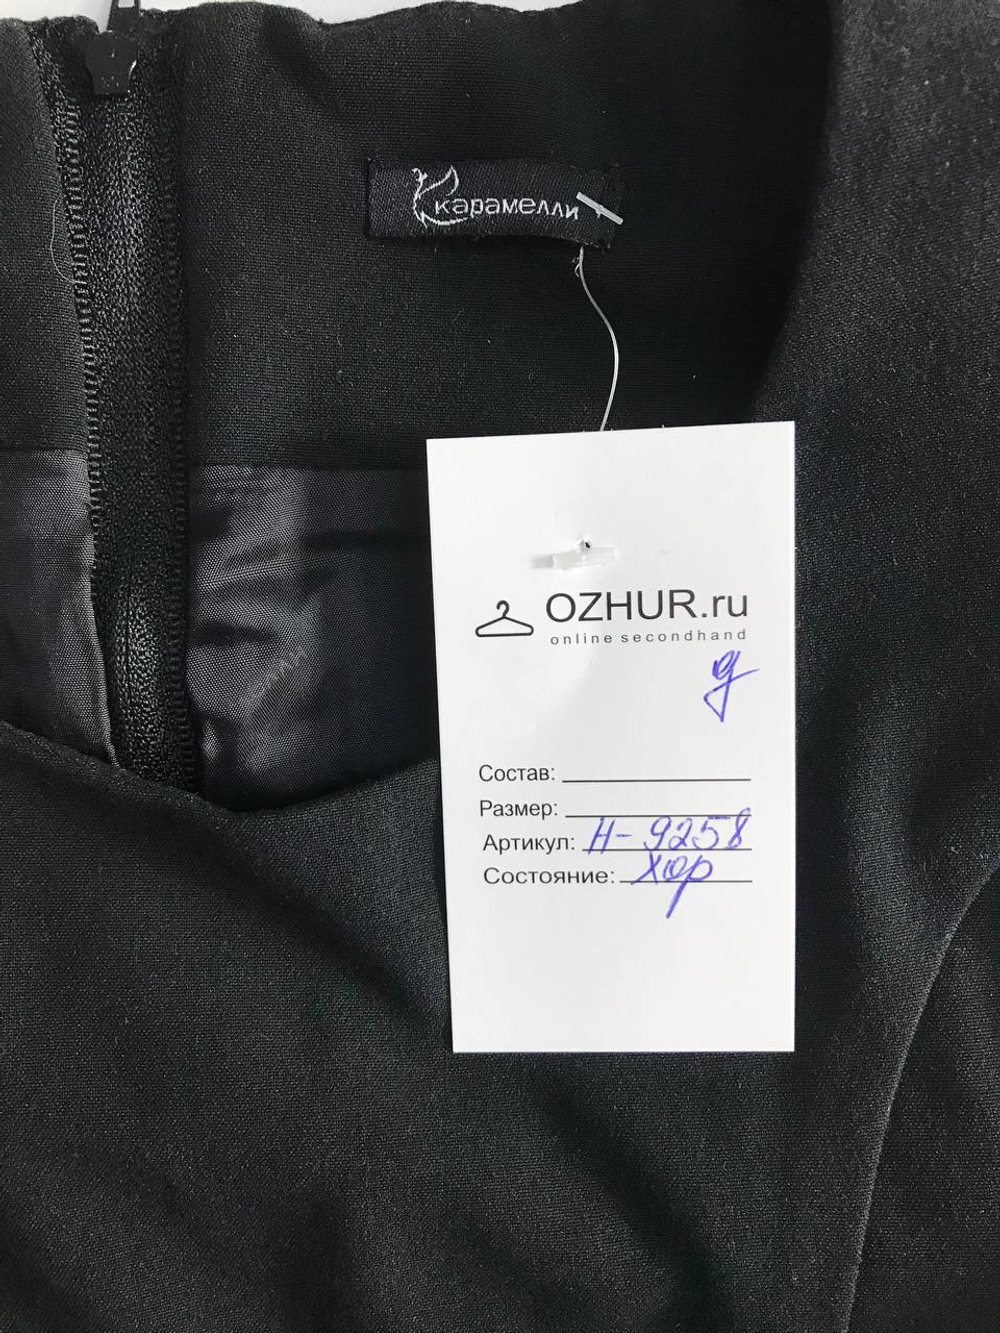 карамелли
OZHUR.ru
online secondhand
д
Состав:
Размер:
Артикул: Н-9258
Состояние: хор